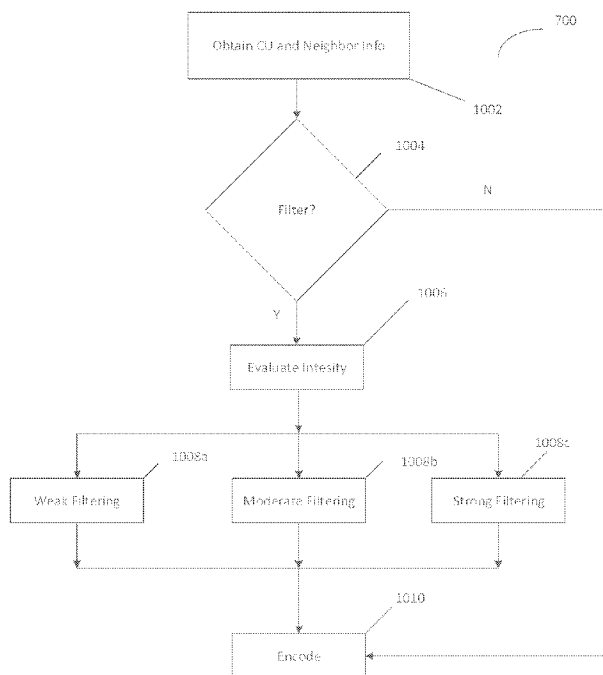 Obtain CU and Neighbor Info
700
1002
1004
Filter?
N
Y
1006
Evaluate Intesity
1008a
1008b
1008c
Weak Filtering
Moderate Filtering
Strong Filtering
1010
Encode